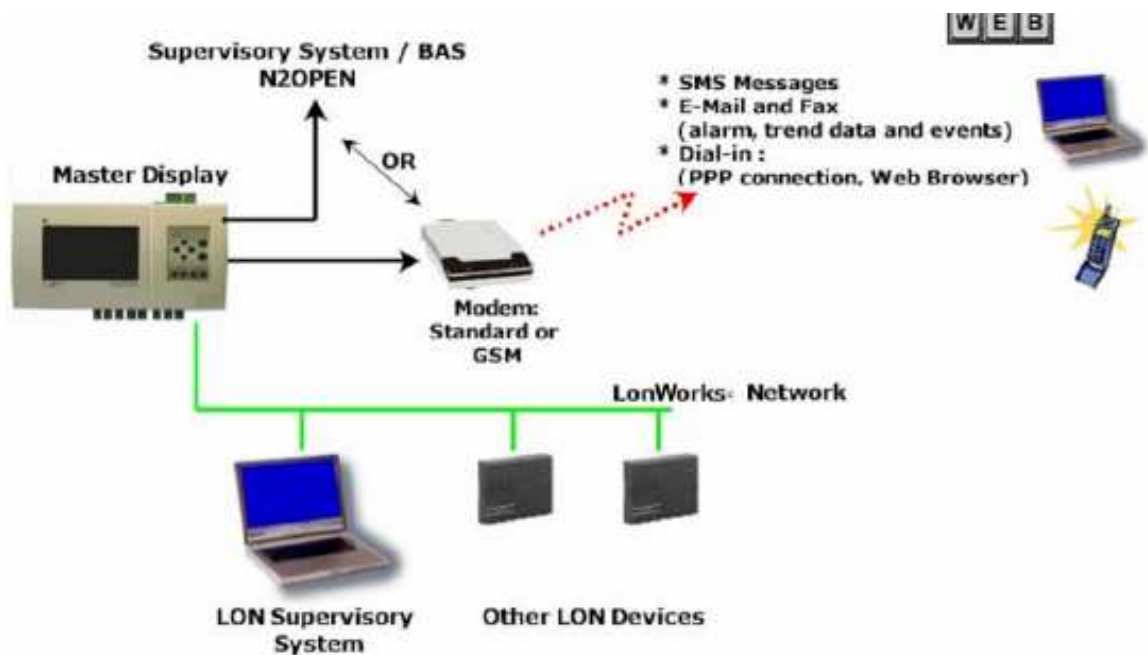 WEB
Supervisory System / BAS
N2OPEN
* SMS Messages
* E-Mail and Fax
(alarm, trend data and events)
* Dial-in :
(PPP connection, Web Browser)
OR
Master Display
Modem:
Standard or
GSM
LonWorks® Network
LON Supervisory
System
Other LON Devices